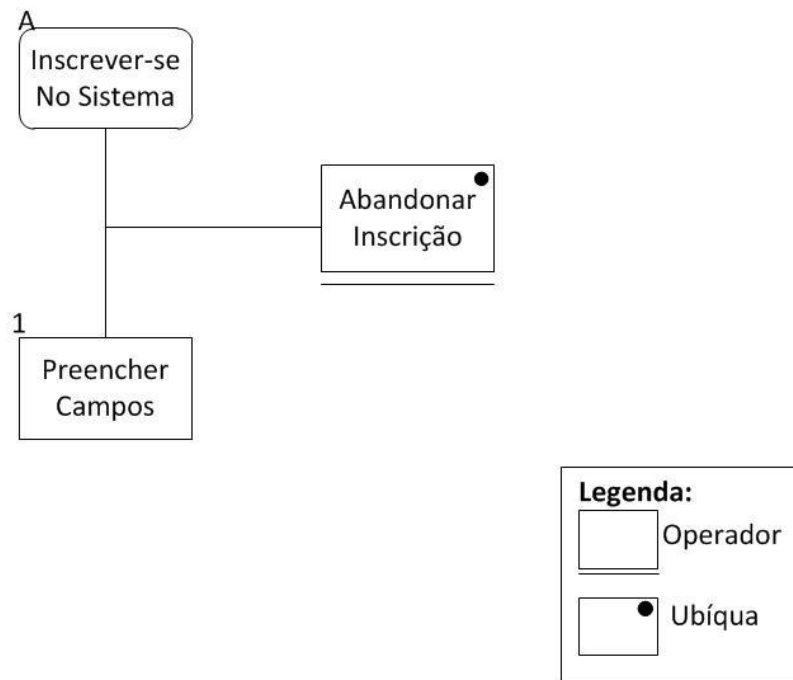 A
Inscrever-se
No Sistema
Abandonar
Inscrição
1
Preencher
Campos
Legenda:
Operador
Ubíqua